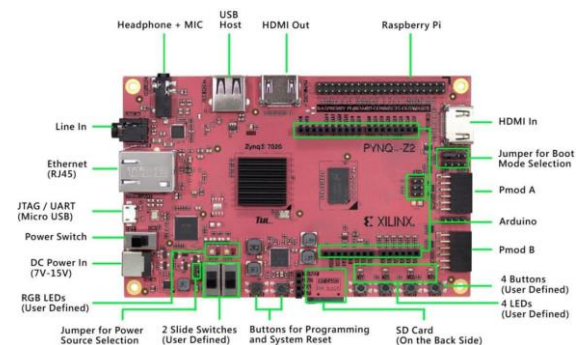 Headphone + MIC
USB
Host
HDMI Out
Raspberry Pi
Line In
HDMI In
Zynq® 7020
PYNQ-Z2
Ethernet
(RJ45)
Jumper for Boot
Mode Selection
JTAG / UART
(Micro USB)
Pmod A
TUL
XILINX
Arduino
Power Switch
Pmod B
DC Power In
(7V-15V)
4 Buttons
(User Defined)
RGB LEDs
(User Defined)
4 LEDs
(User Defined)
Jumper for Power
Source Selection
2 Slide Switches
(User Defined)
Buttons for Programming
and System Reset
SD Card
(On the Back Side)